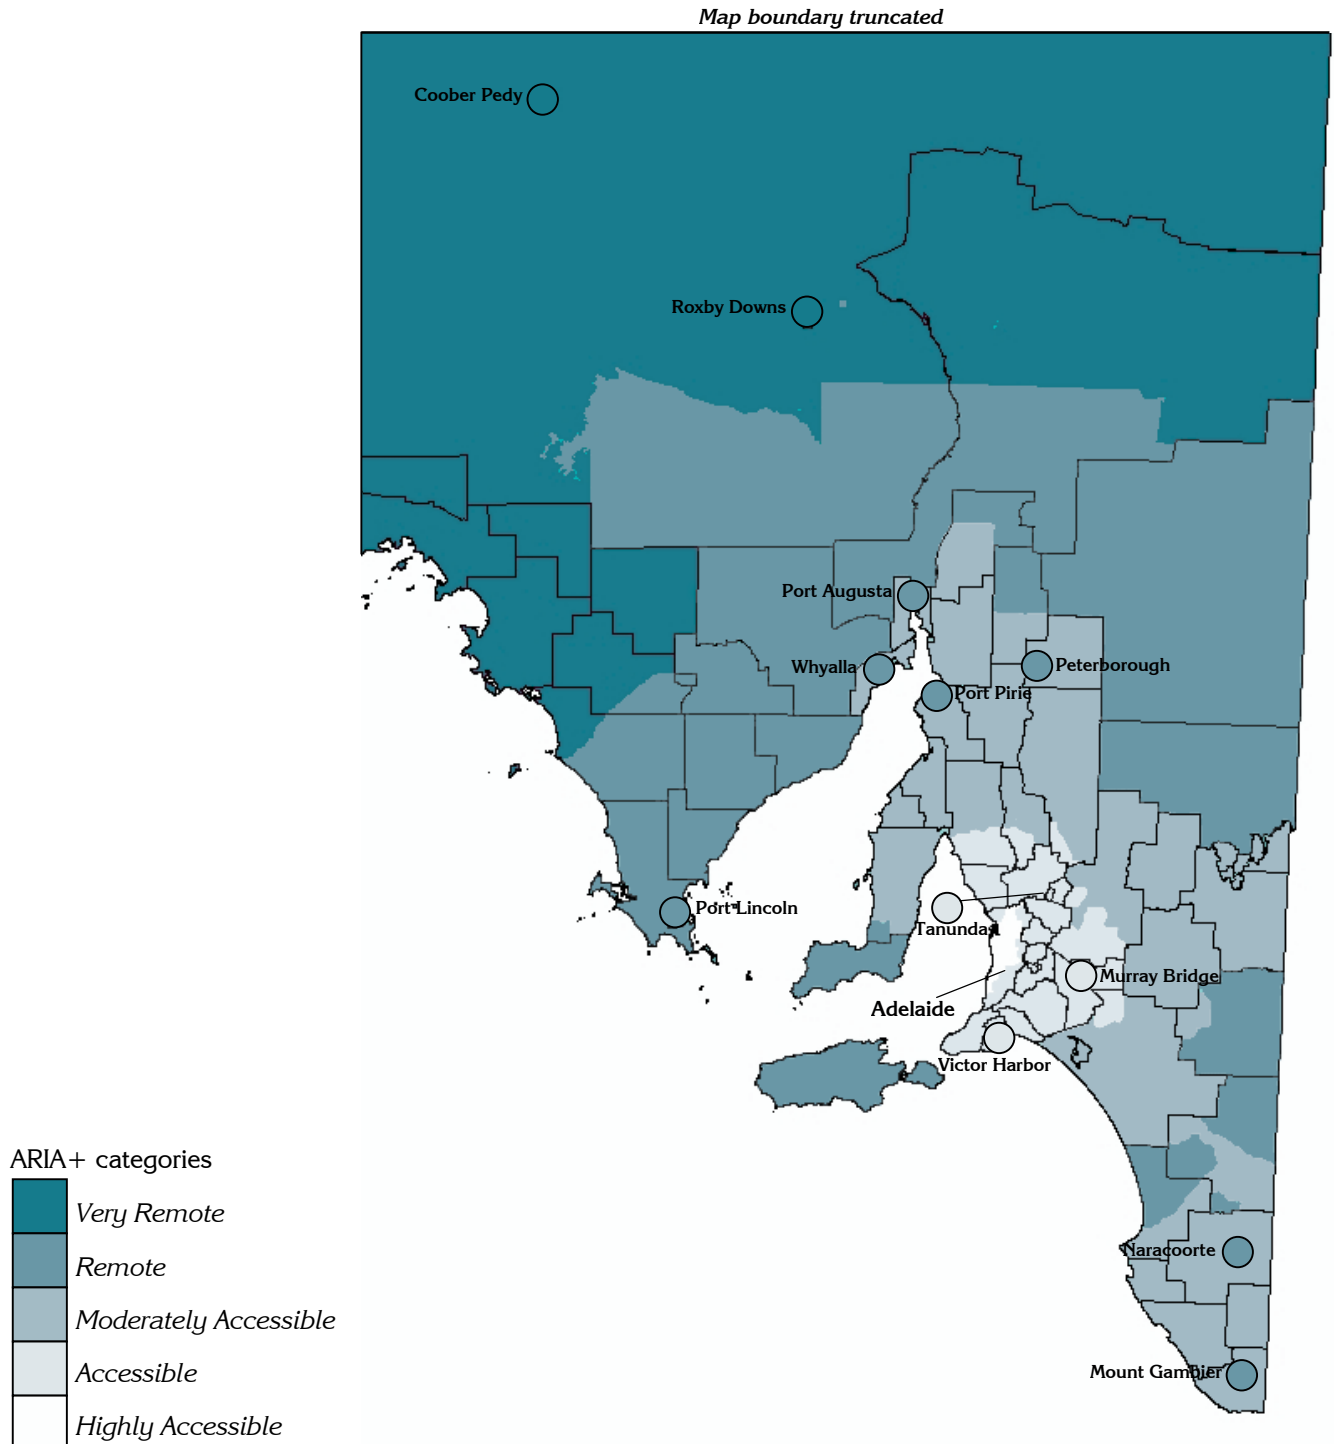 Map boundary truncated
Coober Pedy
Roxby Downs
Port Augusta
Whyalla
Peterborough
Port Pirie
Port Lincoln
Tanunda
Murray Bridge
Adelaide
Victor Harbor
ARIA+ categories
Very Remote
Remote
Moderately Accessible
Naracoorte
Accessible
Mount Gambier
Highly Accessible